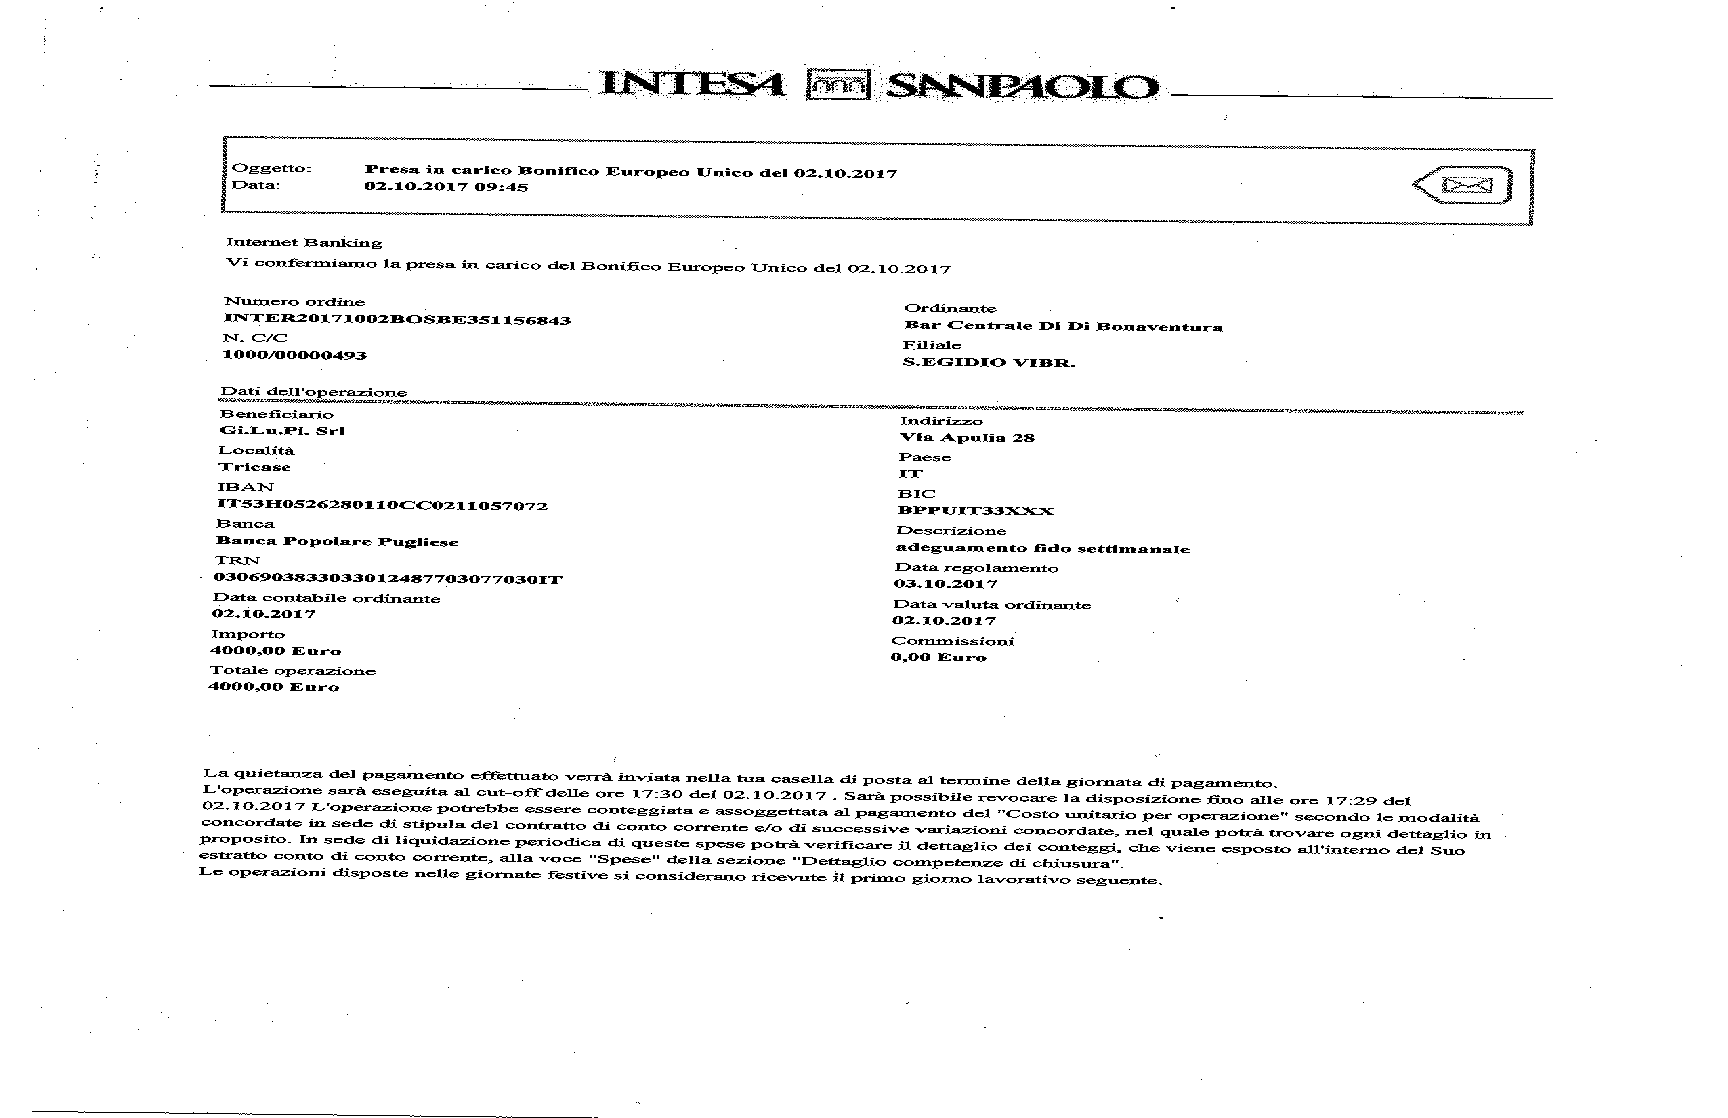 INTESA SANPAOLO
Oggetto: Presa in carico Bonifico Europeo Unico del 02.10.2017
Data: 02.10.2017 09:45
Internet Banking
Vi confermiamo la presa in carico del Bonifico Europeo Unico del 02.10.2017
Numero ordine
INTER20171002BOSBE351156843
N. C/C
1000/00000493
Ordinante
Bar Centrale Di Di Bonaventura
Filiale
S.EGIDIO VIBR.
Dati dell'operazione
Beneficiario
Gi.Lu.Pi. Srl
Località
Tricase
IBAN
IT53H0526280110CC0211057072
Banca
Banca Popolare Pugliese
TRN
0306903833033012487703077030IT
Data contabile ordinante
02.10.2017
Importo
4000,00 Euro
Totale operazione
4000,00 Euro
Indirizzo
Via Apulia 28
Paese
IT
BIC
BPPUIT33XXX
Descrizione
adeguamento fido settimanale
Data regolamento
03.10.2017
Data valuta ordinante
02.10.2017
Commissioni
0,00 Euro
La quietanza del pagamento effettuato verrà inviata nella tua casella di posta al termine della giornata di pagamento.
L'operazione sarà eseguita al cut-off delle ore 17:30 del 02.10.2017 . Sarà possibile revocare la disposizione fino alle ore 17:29 del
02.10.2017 L'operazione potrebbe essere conteggiata e assoggettata al pagamento del "Costo unitario per operazione" secondo le modalità
concordate in sede di stipula del contratto di conto corrente e/o di successive variazioni concordate, nel quale potrà trovare ogni dettaglio in
proposito. In sede di liquidazione periodica di queste spese potrà verificare il dettaglio dei conteggi, che viene esposto all'interno del Suo
estratto conto di conto corrente, alla voce "Spese" della sezione "Dettaglio competenze di chiusura".
Le operazioni disposte nelle giornate festive si considerano ricevute il primo giorno lavorativo seguente.